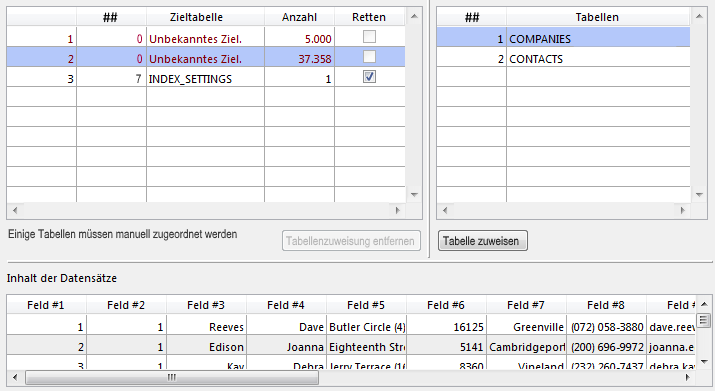 ## Zieltabelle Anzahl Retten
1 0 Unbekanntes Ziel. 5.000
2 0 Unbekanntes Ziel. 37.358
3 7 INDEX_SETTINGS 1
## Tabellen
1 COMPANIES
2 CONTACTS
Einige Tabellen müssen manuell zugeordnet werden
Tabellenzuweisung entfernen
Tabelle zuweisen
Inhalt der Datensätze
Feld #1 Feld #2 Feld #3 Feld #4 Feld #5 Feld #6 Feld #7 Feld #8 Feld #
1 1 Reeves Dave Butler Circle (4) 16125 Greenville (072) 058-3880 dave.reev
2 1 Edison Joanna Eighteenth Stre 5141 Cambridgeport (200) 696-9972 joanna.e
3 1 Kay Debra Jerry Terrace (16 8360 Vineland (232) 260-7437 debra.ka